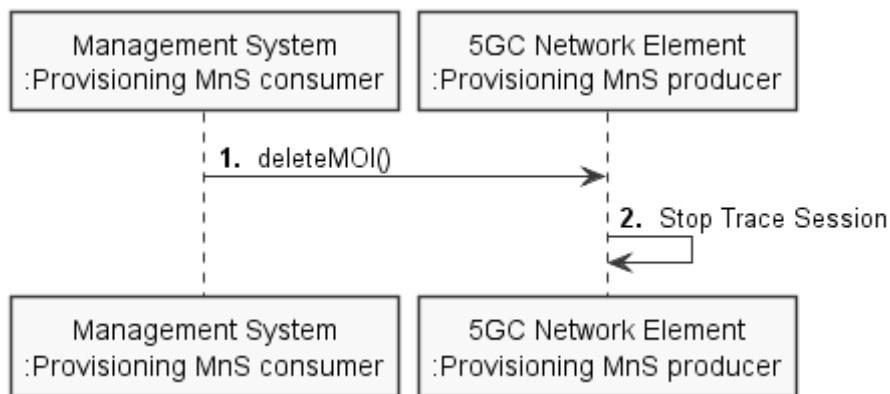 Management System
:Provisioning MnS consumer
5GC Network Element
:Provisioning MnS producer
1. deleteMOI()
2. Stop Trace Session
Management System
:Provisioning MnS consumer
5GC Network Element
:Provisioning MnS producer